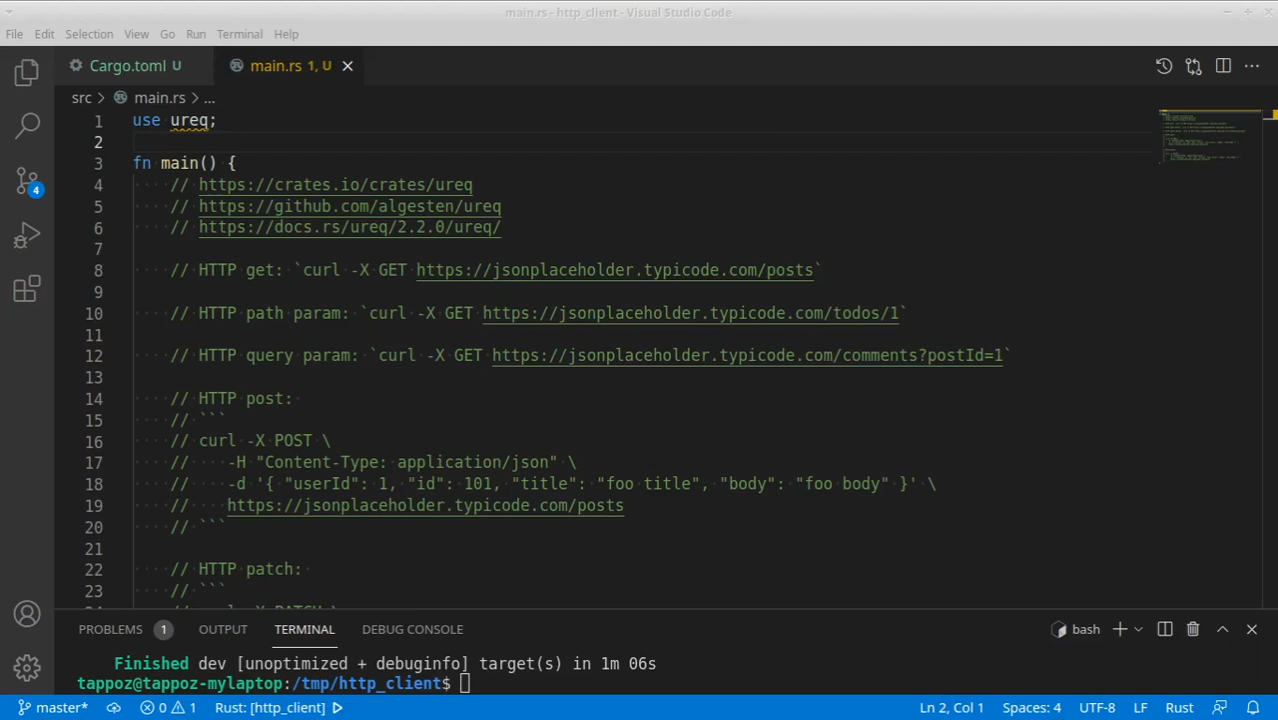 main.rs - http_client - Visual Studio Code
File Edit Selection View Go Run Terminal Help
Cargo.toml U main.rs 1, U
src > main.rs > ...
1 use ureq;
2
3 fn main() {
4 // https://crates.io/crates/ureq
5 // https://github.com/algesten/ureq
6 // https://docs.rs/ureq/2.2.0/ureq/
7
8 // HTTP get: `curl -X GET https://jsonplaceholder.typicode.com/posts`
9
10 // HTTP path param: `curl -X GET https://jsonplaceholder.typicode.com/todos/1`
11
12 // HTTP query param: `curl -X GET https://jsonplaceholder.typicode.com/comments?postId=1`
13
14 // HTTP post:
15 // ```
16 // curl -X POST \
17 // -H "Content-Type: application/json" \
18 // -d '{ "userId": 1, "id": 101, "title": "foo title", "body": "foo body" }' \
19 // https://jsonplaceholder.typicode.com/posts
20 // ```
21
22 // HTTP patch:
23 // ```
4
PROBLEMS 1 OUTPUT TERMINAL DEBUG CONSOLE bash
Finished dev [unoptimized + debuginfo] target(s) in 1m 06s
tappoz@tappoz-mylaptop:/tmp/http_client$
master* 0 1 Rust: [http_client] Ln 2, Col 1 Spaces: 4 UTF-8 LF Rust